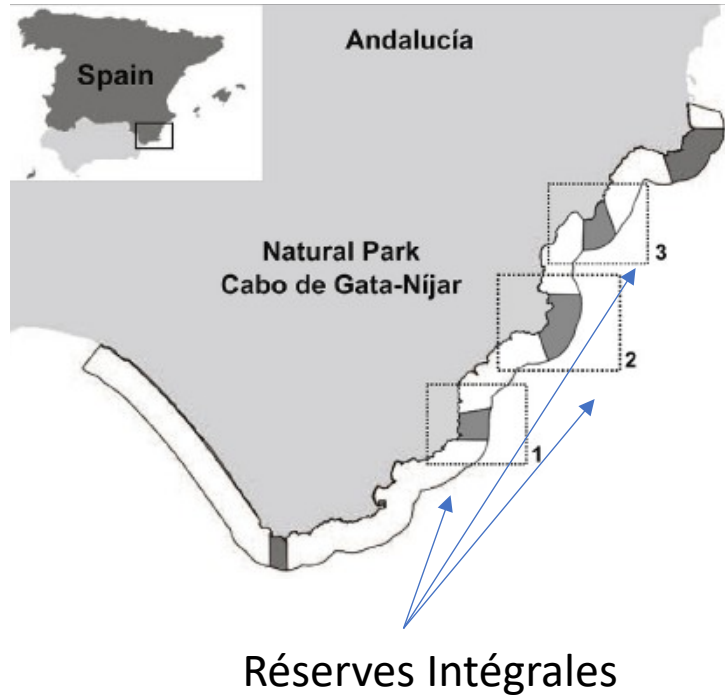 Andalucía
Spain
Natural Park
Cabo de Gata-Níjar
3
2
1
Réserves Intégrales